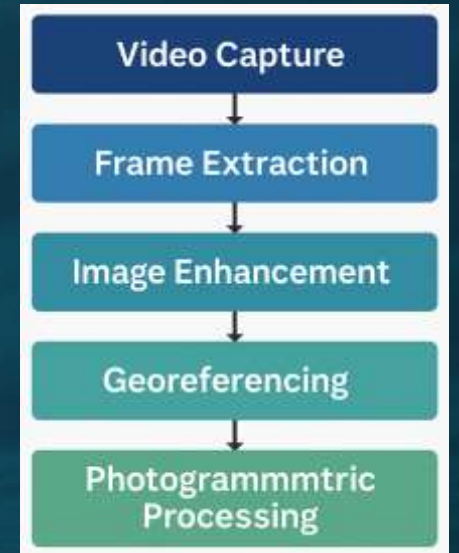 Video Capture
Frame Extraction
Image Enhancement
Georeferencing
Photogrammmtric
Processing